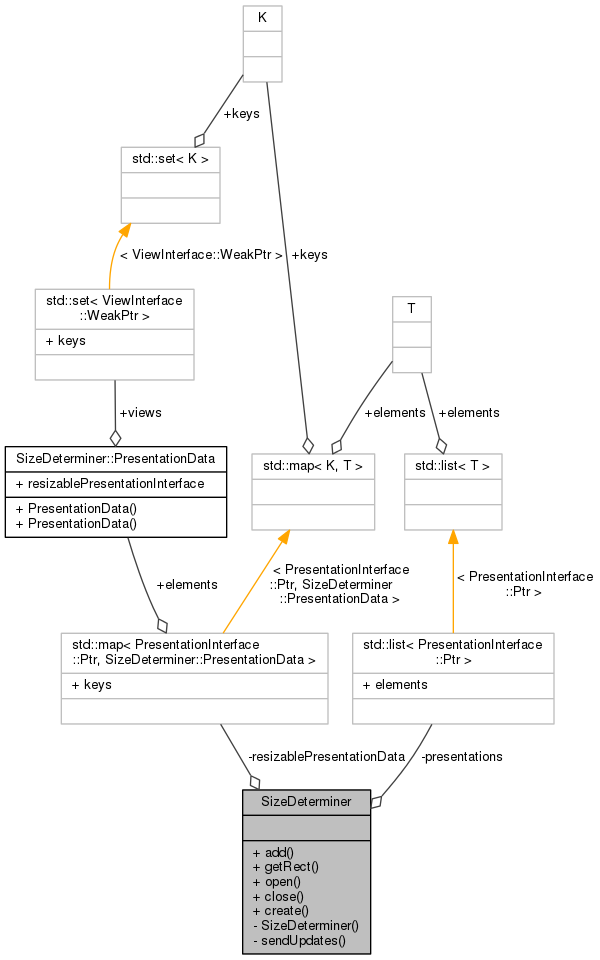 K
+keys
std::set< K >
< ViewInterface::WeakPtr >
+keys
std::set< ViewInterface
::WeakPtr >
+ keys
T
+views
+elements
+elements
SizeDeterminer::PresentationData
+ resizablePresentationInterface
+ PresentationData()
+ PresentationData()
std::map< K, T >
std::list< T >
+elements
< PresentationInterface
::Ptr, SizeDeterminer
::PresentationData >
< PresentationInterface
::Ptr >
std::map< PresentationInterface
::Ptr, SizeDeterminer::PresentationData >
+ keys
std::list< PresentationInterface
::Ptr >
+ elements
-resizablePresentationData
-presentations
SizeDeterminer
+ add()
+ getRect()
+ open()
+ close()
+ create()
- SizeDeterminer()
- sendUpdates()